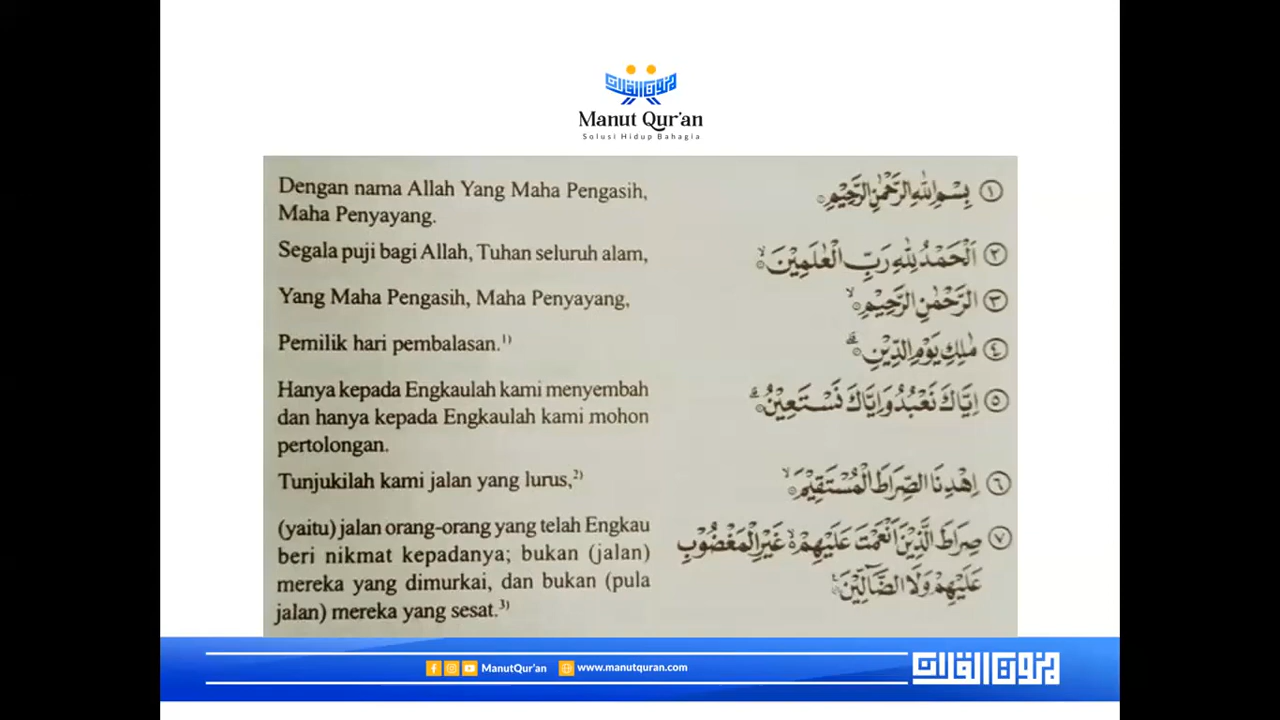 Manut Qur'an
Solusi Hidup Bahagia
Dengan nama Allah Yang Maha Pengasih,
Maha Penyayang.
١ بِسْمِ اللّٰهِ الرَّحْمٰنِ الرَّحِيْمِ
Segala puji bagi Allah, Tuhan seluruh alam,
٢ اَلْحَمْدُ لِلّٰهِ رَبِّ الْعٰلَمِيْنَۙ
Yang Maha Pengasih, Maha Penyayang,
٣ الرَّحْمٰنِ الرَّحِيْمِۙ
Pemilik hari pembalasan.¹⁾
٤ مٰلِكِ يَوْمِ الدِّيْنِۗ
Hanya kepada Engkaulah kami menyembah
dan hanya kepada Engkaulah kami mohon
pertolongan.
٥ اِيَّاكَ نَعْبُدُ وَاِيَّاكَ نَسْتَعِيْنُۗ
Tunjukilah kami jalan yang lurus,²⁾
٦ اِهْدِنَا الصِّرَاطَ الْمُسْتَقِيْمَۙ
(yaitu) jalan orang-orang yang telah Engkau
beri nikmat kepadanya; bukan (jalan)
mereka yang dimurkai, dan bukan (pula
jalan) mereka yang sesat.³⁾
٧ صِرَاطَ الَّذِيْنَ اَنْعَمْتَ عَلَيْهِمْ ەۙ غَيْرِ الْمَغْضُوْبِ
عَلَيْهِمْ وَلَا الضَّاۤلِّيْنَ
ManutQur'an www.manutquran.com